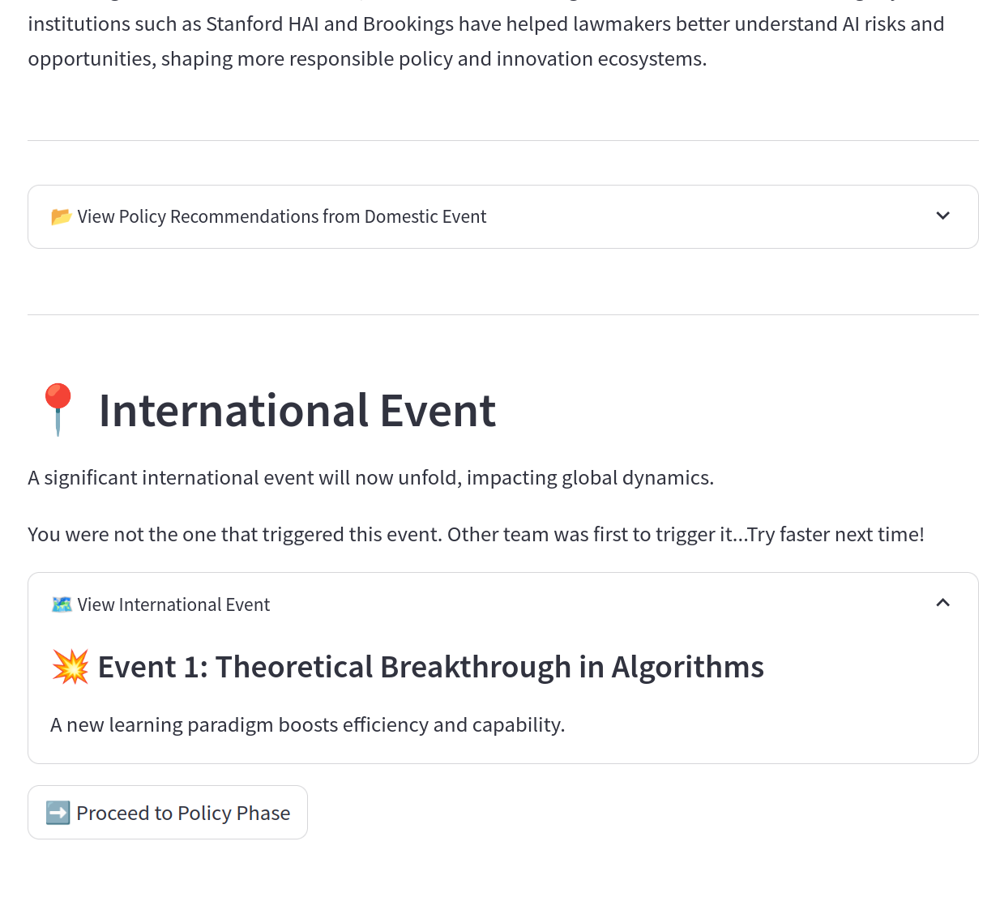 institutions such as Stanford HAI and Brookings have helped lawmakers better understand AI risks and
opportunities, shaping more responsible policy and innovation ecosystems.
📂 View Policy Recommendations from Domestic Event
📍 International Event
A significant international event will now unfold, impacting global dynamics.
You were not the one that triggered this event. Other team was first to trigger it...Try faster next time!
🗺️ View International Event
💥 Event 1: Theoretical Breakthrough in Algorithms
A new learning paradigm boosts efficiency and capability.
➡️ Proceed to Policy Phase